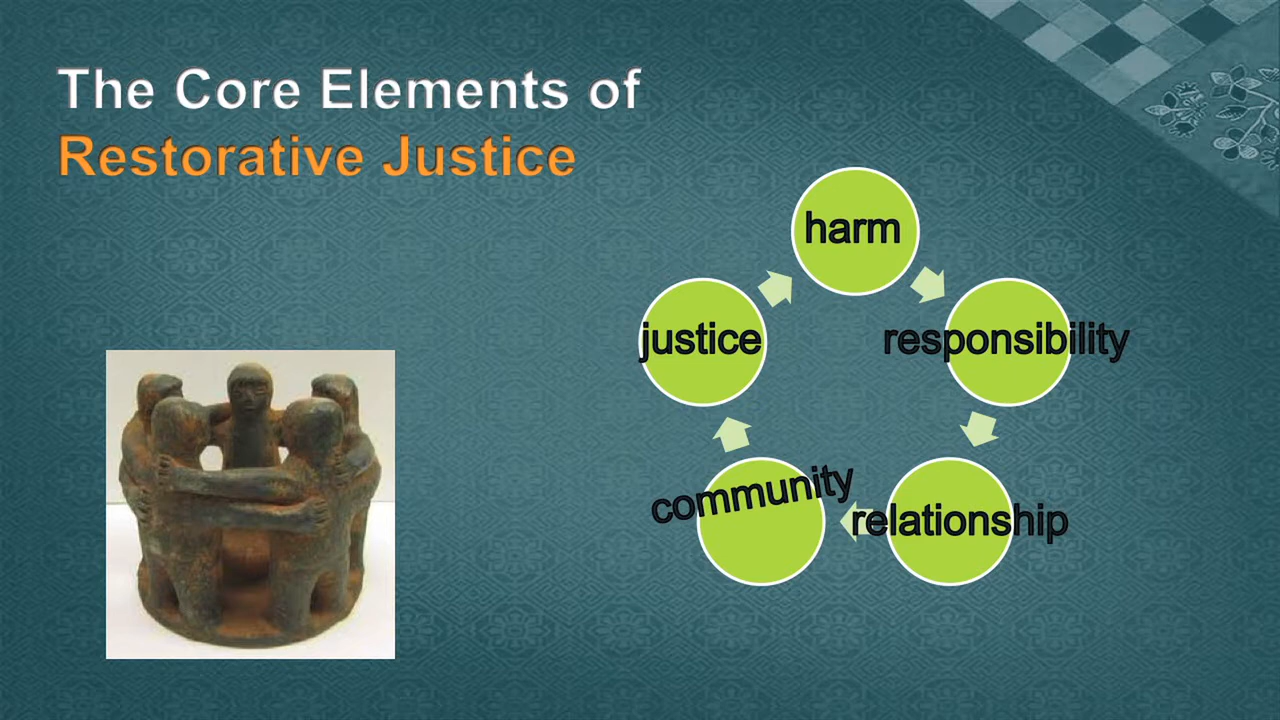 The Core Elements of
Restorative Justice
harm
responsibility
relationship
community
justice